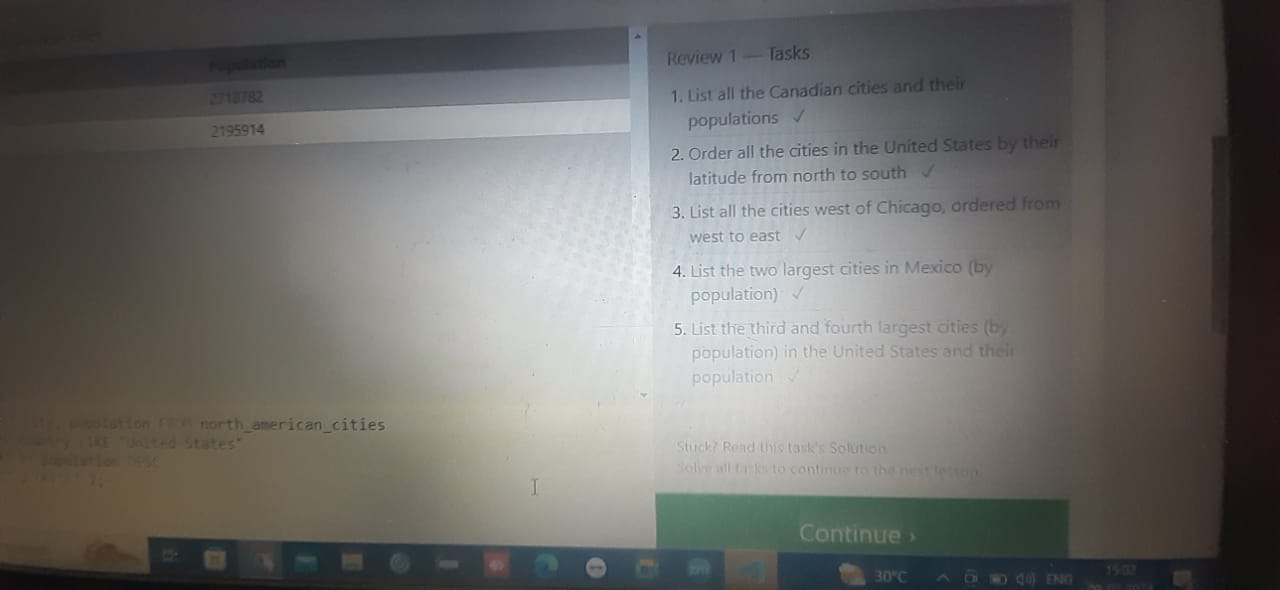 Population
2718782
2195914
Review 1 — Tasks
1. List all the Canadian cities and their
populations ✓
2. Order all the cities in the United States by their
latitude from north to south ✓
3. List all the cities west of Chicago, ordered from
west to east ✓
4. List the two largest cities in Mexico (by
population) ✓
5. List the third and fourth largest cities (by
population) in the United States and their
population ✓
population FROM north_american_cities
LIKE "United States"
population DESC
Stuck? Read this task's Solution
Solve all tasks to continue to the next lesson.
Continue ›
30°C
ENG
15:02